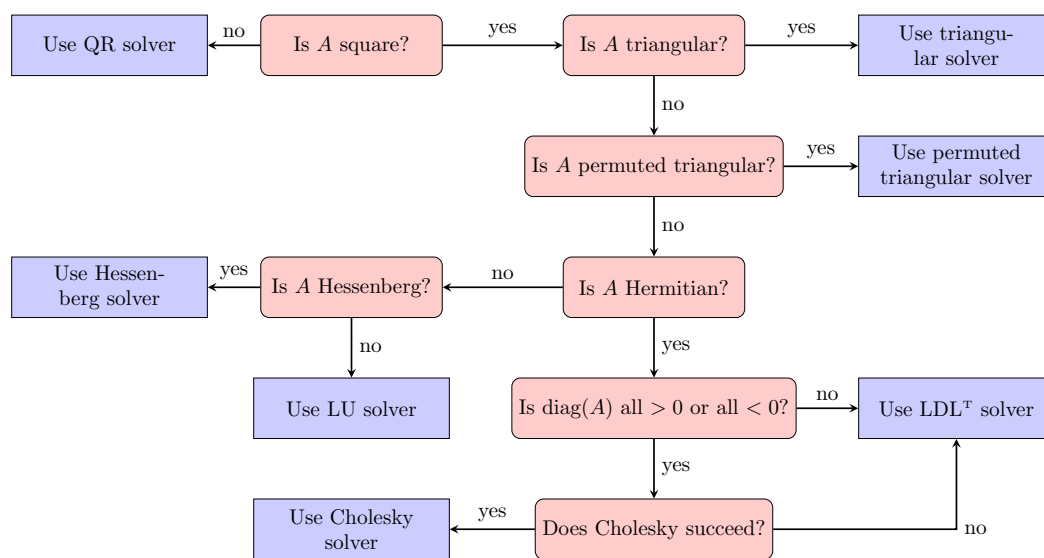 Use QR solver
no
Is A square?
yes
Is A triangular?
yes
Use triangu-
lar solver
no
Is A permuted triangular?
yes
Use permuted
triangular solver
no
Use Hessen-
berg solver
yes
Is A Hessenberg?
no
Is A Hermitian?
no
yes
Use LU solver
Is diag(A) all > 0 or all < 0?
no
Use LDLᵀ solver
yes
Use Cholesky
solver
yes
Does Cholesky succeed?
no